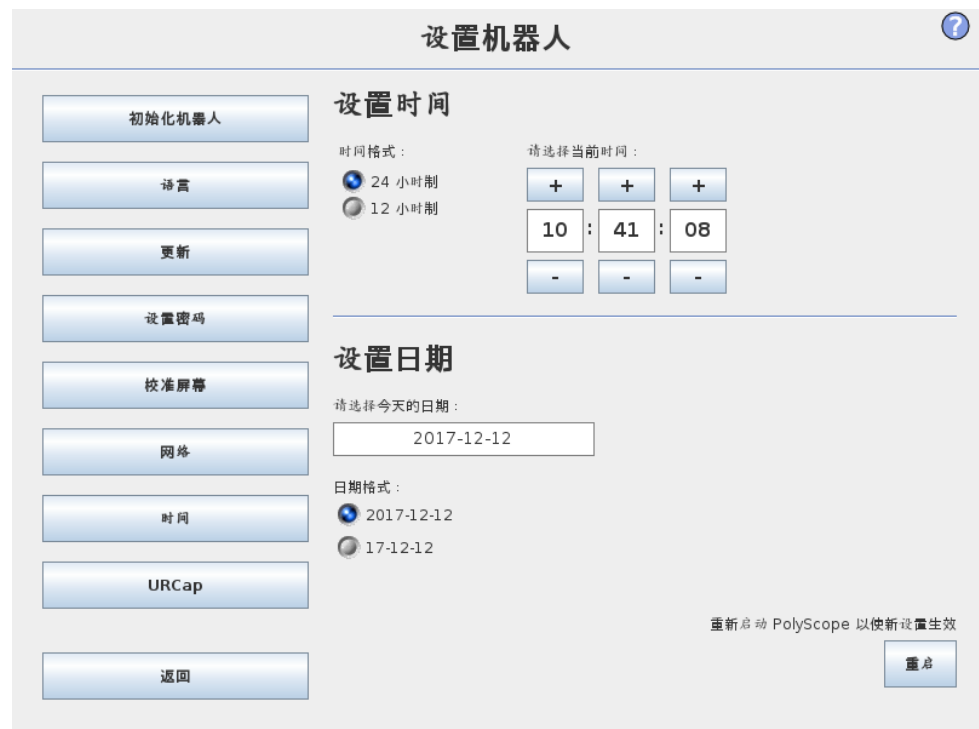 设置机器人
?
初始化机器人
语言
更新
设置密码
校准屏幕
网络
时间
URCap
返回
设置时间
时间格式：
24 小时制
12 小时制
请选择当前时间：
+ + +
10 : 41 : 08
- - -
设置日期
请选择今天的日期：
2017-12-12
日期格式：
2017-12-12
17-12-12
重新启动 PolyScope 以使新设置生效
重启